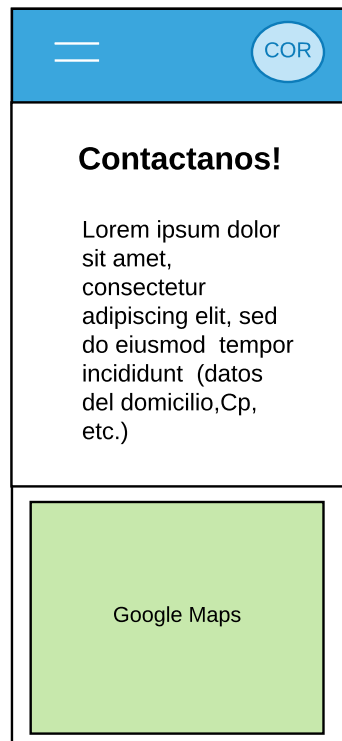 COR
Contactanos!
Lorem ipsum dolor
sit amet,
consectetur
adipiscing elit, sed
do eiusmod  tempor
incididunt  (datos
del domicilio,Cp,
etc.)
Google Maps